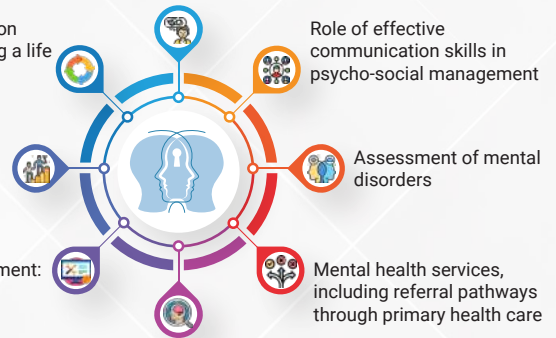 on
g a life
Role of effective
communication skills in
psycho-social management
Assessment of mental
disorders
ment:
Mental health services,
including referral pathways
through primary health care